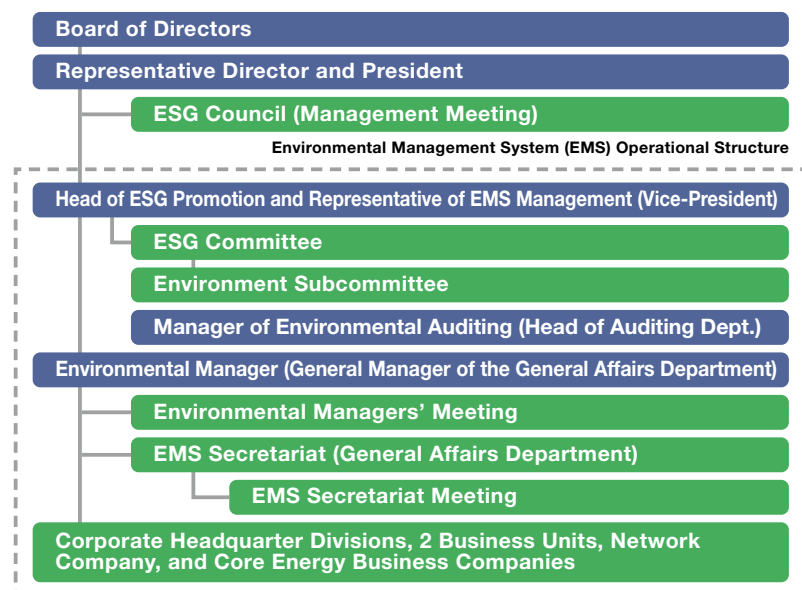 Board of Directors
Representative Director and President
ESG Council (Management Meeting)
Environmental Management System (EMS) Operational Structure
Head of ESG Promotion and Representative of EMS Management (Vice-President)
ESG Committee
Environment Subcommittee
Manager of Environmental Auditing (Head of Auditing Dept.)
Environmental Manager (General Manager of the General Affairs Department)
Environmental Managers’ Meeting
EMS Secretariat (General Affairs Department)
EMS Secretariat Meeting
Corporate Headquarter Divisions, 2 Business Units, Network
Company, and Core Energy Business Companies